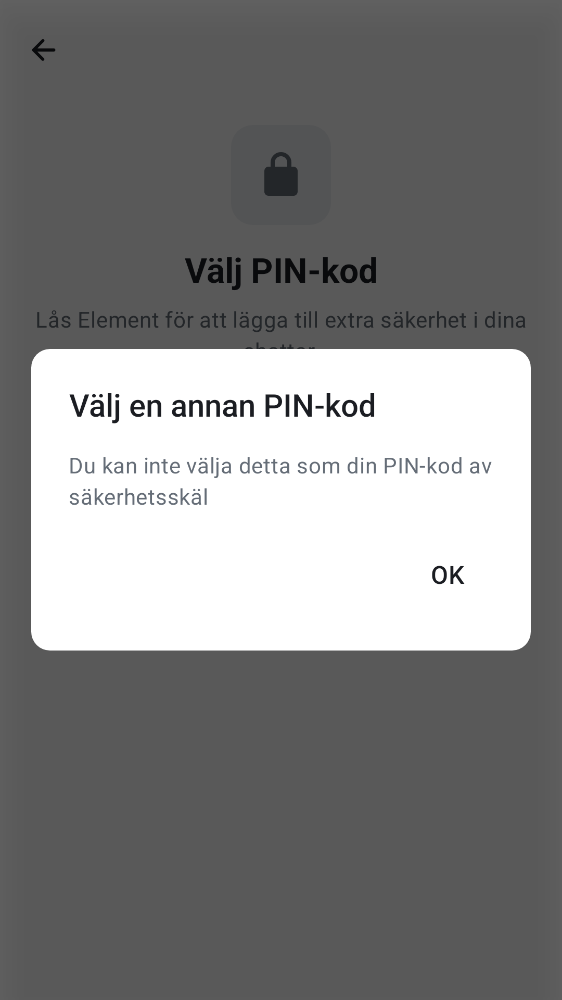 Välj PIN-kod
Lås Element för att lägga till extra säkerhet i dina
Välj en annan PIN-kod
Du kan inte välja detta som din PIN-kod av
säkerhetsskäl
OK